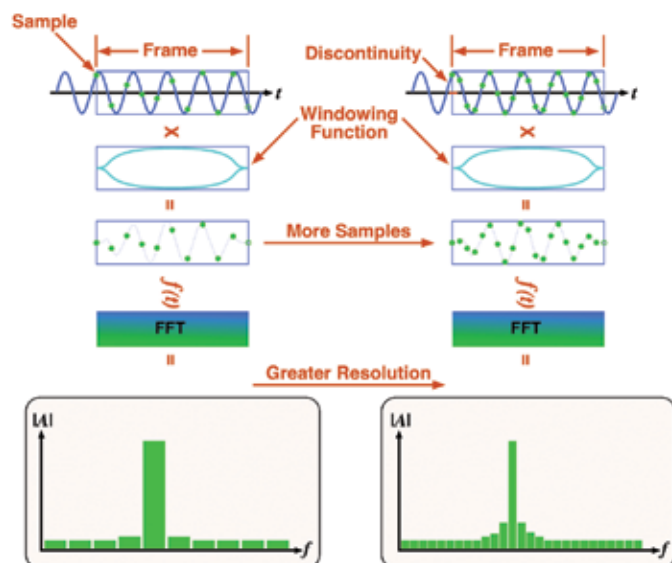 Sample
Frame
Discontinuity
Frame
t
t
X
Windowing
Function
X
=
=
More Samples
f(t)
f(t)
FFT
FFT
=
=
Greater Resolution
|A|
f
|A|
f